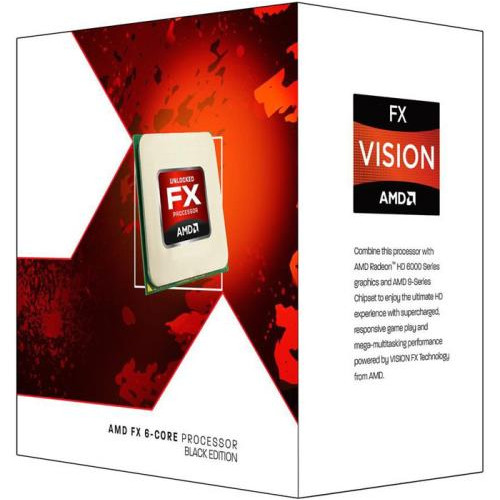 UNLOCKED
FX
PROCESSOR
AMD
AMD FX 6-CORE PROCESSOR
BLACK EDITION
FX
VISION
AMD
Combine this processor with
AMD Radeon™ HD 6000 Series
graphics and AMD 9-Series
Chipset to enjoy the ultimate HD
experience with supercharged,
responsive game play and
mega-multitasking performance
powered by VISION FX Technology
from AMD.